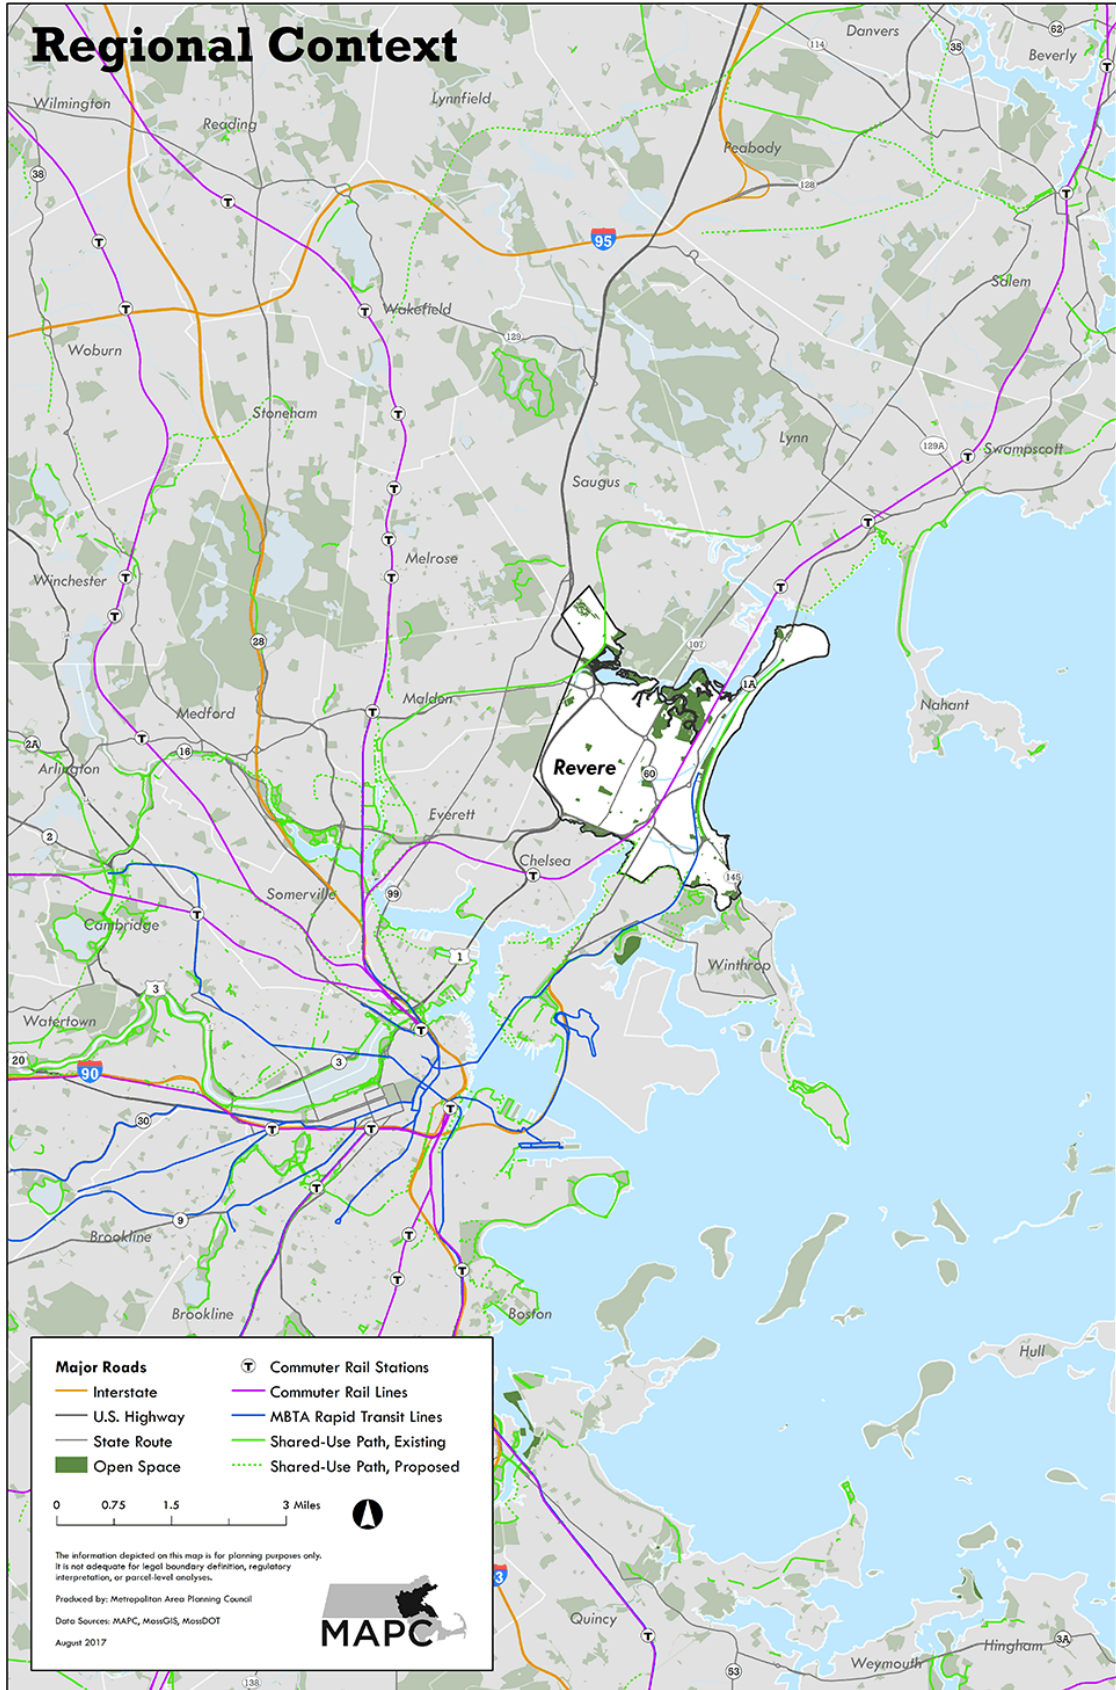 Regional Context
Danvers
62
114
35
Beverly
T
Wilmington
Lynnfield
Reading
Peabody
38
128
T
T
T
95
Salem
T
Wakefield
T
129
Woburn
Stoneham
T
Lynn
129A
Swampscott
T
Saugus
T
T
T
Melrose
Winchester
T
T
T
T
28
107
1A
Maldon
Nahant
Medford
T
2A
16
T
Arlington
Revere
60
Everett
2
Chelsea
T
145
99
Somerville
T
Cambridge
1
Winthrop
3
Watertown
T
20
90
3
T
30
T
T
T
9
Brookline
T
T
T
Brookline
Boston
Hull
Major Roads
Interstate
U.S. Highway
State Route
Open Space
T Commuter Rail Stations
Commuter Rail Lines
MBTA Rapid Transit Lines
Shared-Use Path, Existing
Shared-Use Path, Proposed
0 0.75 1.5 3 Miles
The information depicted on this map is for planning purposes only.
It is not adequate for legal boundary definition, regulatory
interpretation, or parcel-level analyses.
Produced by: Metropolitan Area Planning Council
Data Sources: MAPC, MassGIS, MassDOT
August 2017
MAPC
3
Quincy
T
Hingham
3A
Weymouth
53
138